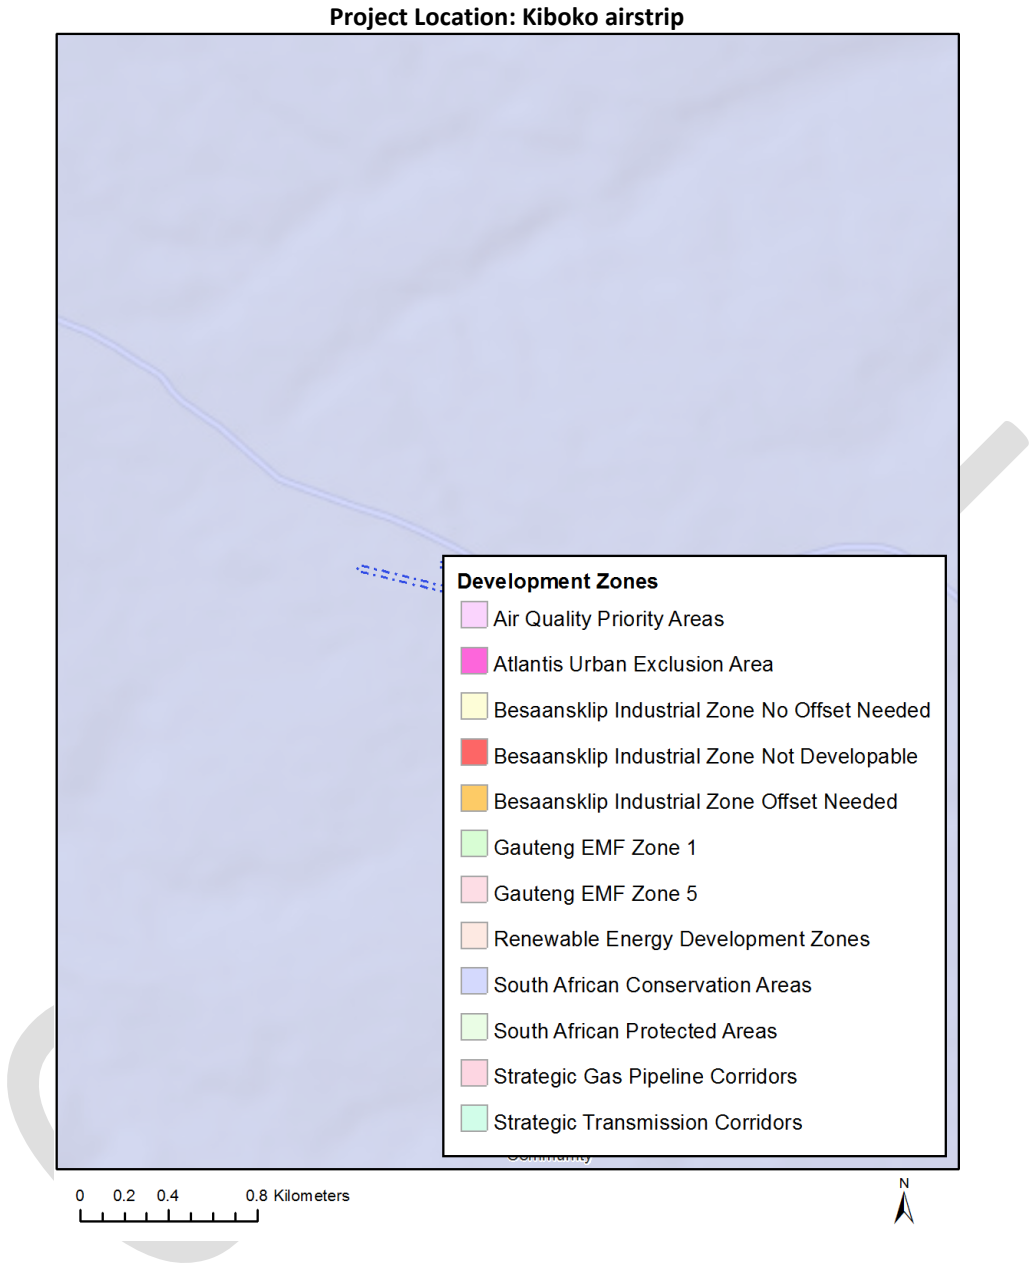 Project Location: Kiboko airstrip
Development Zones
Air Quality Priority Areas
Atlantis Urban Exclusion Area
Besaansklip Industrial Zone No Offset Needed
Besaansklip Industrial Zone Not Developable
Besaansklip Industrial Zone Offset Needed
Gauteng EMF Zone 1
Gauteng EMF Zone 5
Renewable Energy Development Zones
South African Conservation Areas
South African Protected Areas
Strategic Gas Pipeline Corridors
Strategic Transmission Corridors
Community
0 0.2 0.4 0.8 Kilometers
N